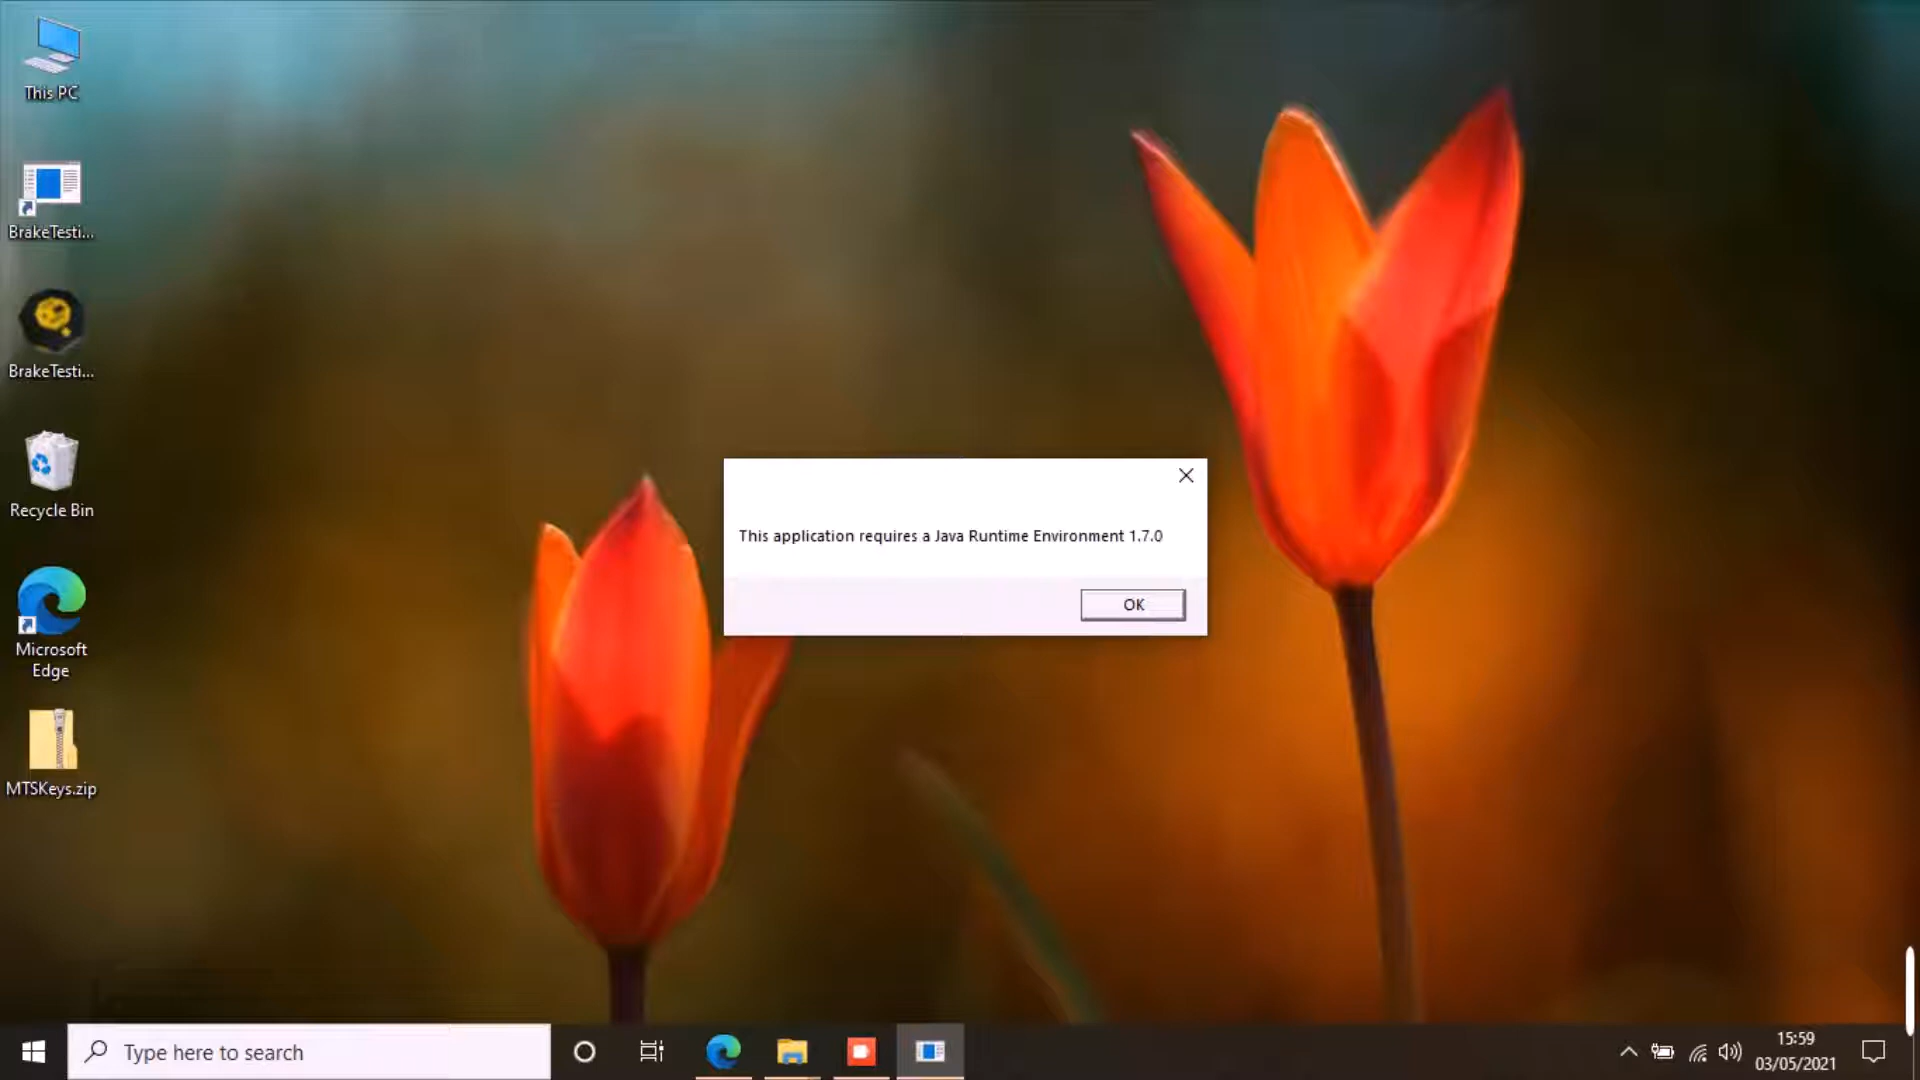 This PC
BrakeTesti...
BrakeTesti...
Recycle Bin
Microsoft
Edge
MTSKeys.zip
This application requires a Java Runtime Environment 1.7.0
OK
Type here to search
15:59
03/05/2021